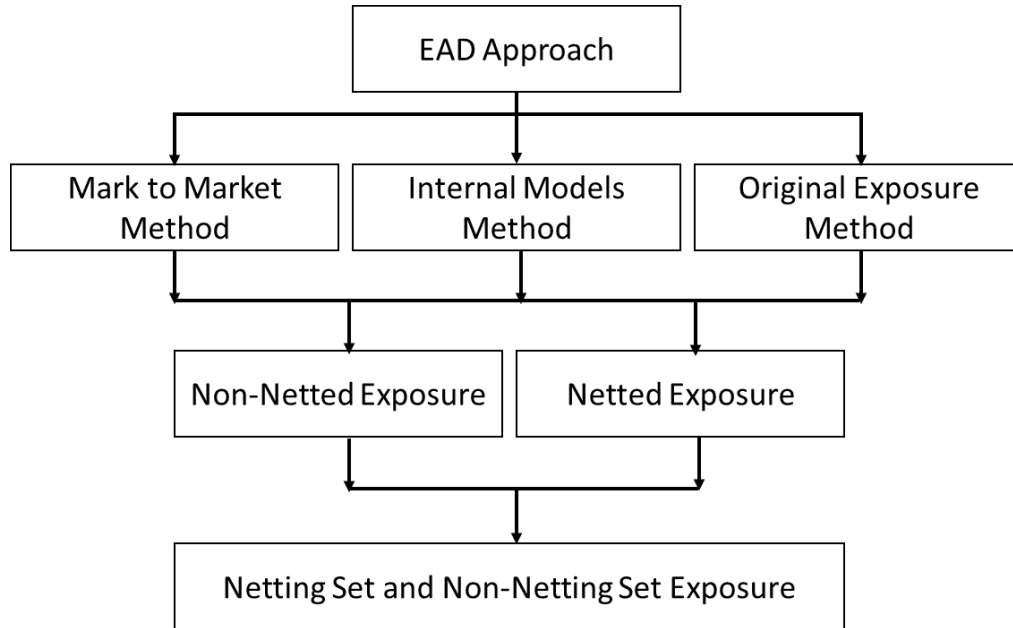 EAD Approach
Mark to Market
Method
Internal Models
Method
Original Exposure
Method
Non-Netted Exposure
Netted Exposure
Netting Set and Non-Netting Set Exposure